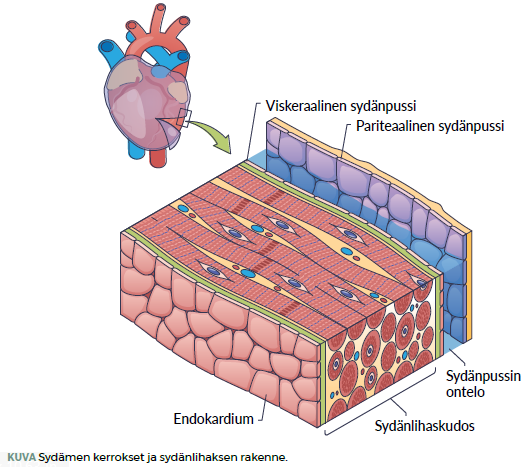 Viskeraalinen sydänpussi
Pariteaalinen sydänpussi
Sydänpussin
ontelo
Endokardium
Sydänlihaskudos
KUVA Sydämen kerrokset ja sydänlihaksen rakenne.